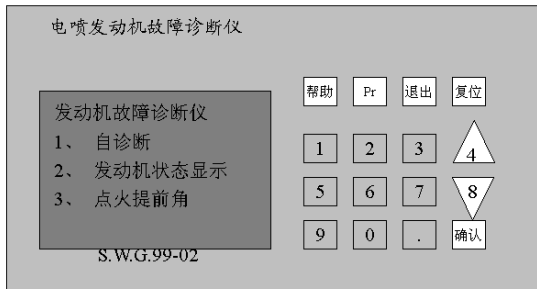 电喷发动机故障诊断仪
帮助 Pr 退出 复位
发动机故障诊断仪
1、 自诊断
2、 发动机状态显示
3、 点火提前角
1 2 3 4
5 6 7 8
9 0 . 确认
S.W.G.99-02